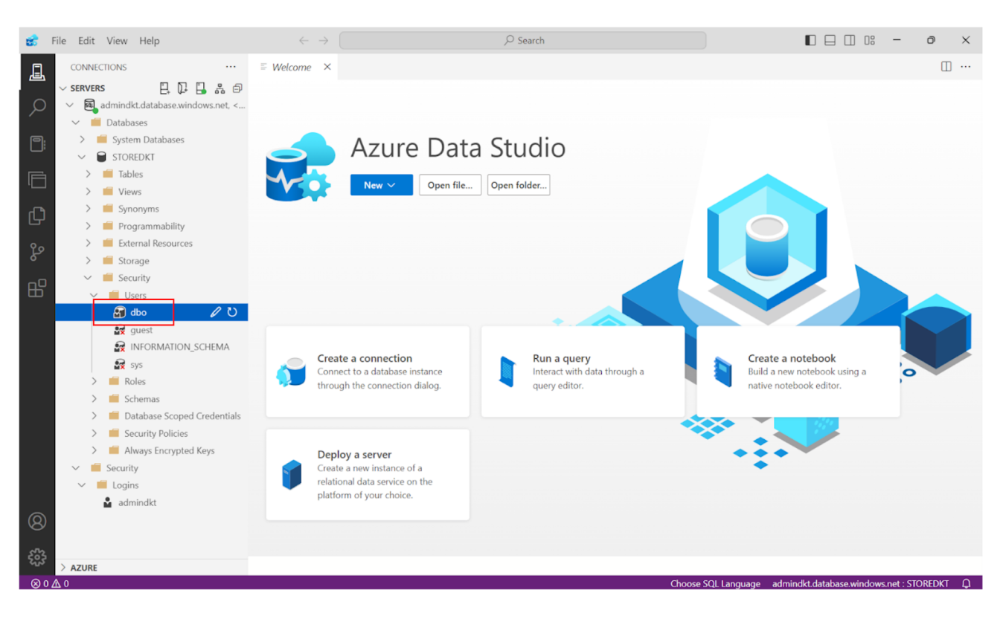 File Edit View Help
Search
CONNECTIONS
Welcome
SERVERS
admindkt.database.windows.net, <...
Databases
System Databases
STOREDKT
Tables
Views
Synonyms
Programmability
External Resources
Storage
Security
Users
dbo
guest
INFORMATION_SCHEMA
sys
Roles
Schemas
Database Scoped Credentials
Security Policies
Always Encrypted Keys
Security
Logins
admindkt
AZURE
Azure Data Studio
New
Open file...
Open folder...
Create a connection
Connect to a database instance
through the connection dialog.
Run a query
Interact with data through a
query editor.
Create a notebook
Build a new notebook using a
native notebook editor.
Deploy a server
Create a new instance of a
relational data service on the
platform of your choice.
0 0
Choose SQL Language
admindkt.database.windows.net : STOREDKT